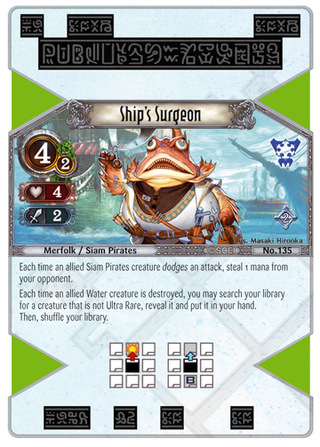 Ship's Surgeon
4
2
4
2
us. Masaki Hirooka
Merfolk / Siam Pirates
No.135
Each time an allied Siam Pirates creature dodges an attack, steal 1 mana from
your opponent.
Each time an allied Water creature is destroyed, you may search your library
for a creature that is not Ultra Rare, reveal it and put it in your hand.
Then, shuffle your library.